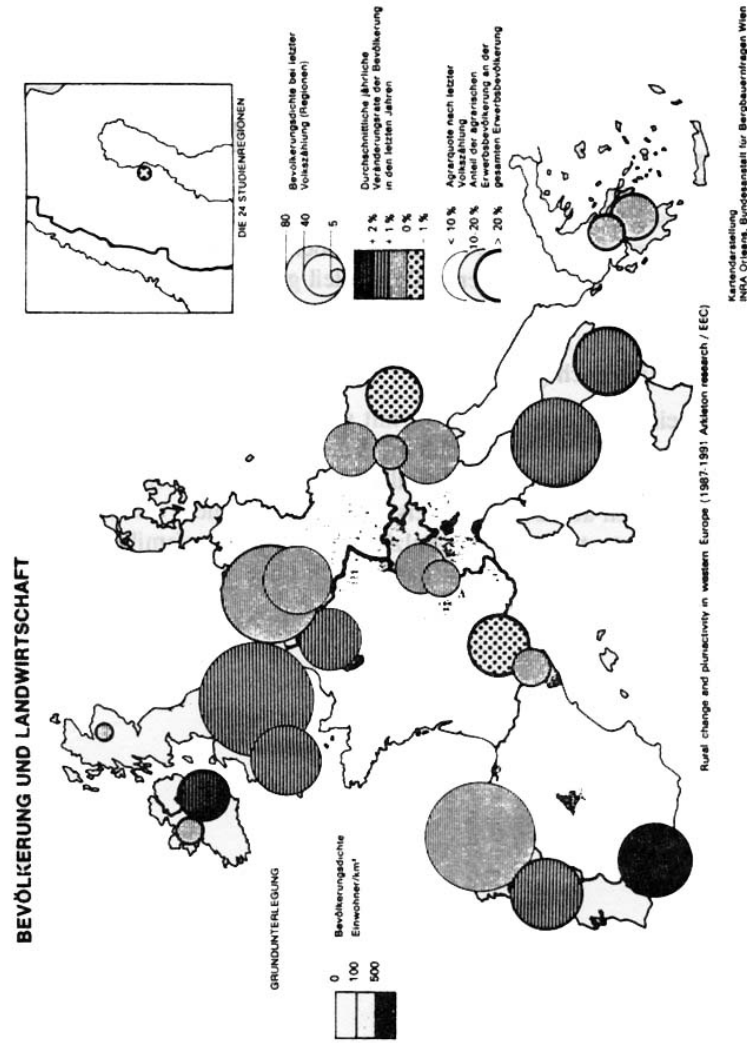 BEVÖLKERUNG UND LANDWIRTSCHAFT
GRUNDUNTERLEGUNG
0
100
500
Bevölkerungsdichte
Einwohner/km²
DIE 24 STUDIENREGIONEN
80
40
5
Bevölkerungsdichte bei letzter
Volkszählung (Regionen)
+ 2 %
+ 1 %
0 %
- 1 %
Durchschnittliche jährliche
Veränderungsrate der Bevölkerung
in den letzten Jahren
< 10 %
10-20 %
> 20 %
Agrarquote nach letzter
Volkszählung
Anteil der agrarischen
Erwerbsbevölkerung an der
gesamten Erwerbsbevölkerung
Rural change and pluriactivity in western Europe (1987-1991 Arkleton research / EEC)
Kartendarstellung
INRA Orleans, Bundesanstalt für Bergbauernfragen Wien